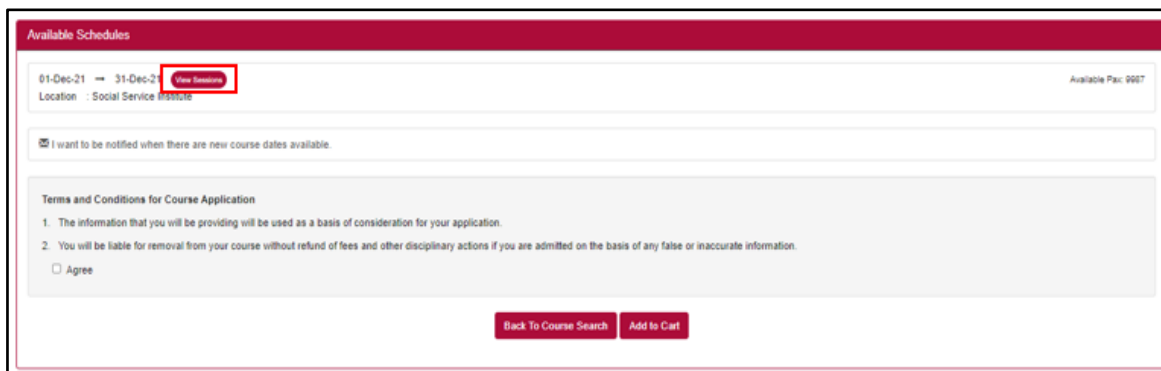 Available Schedules
01-Dec-21 → 31-Dec-21 View Sessions
Available Pax: 9987
Location : Social Service Institute
I want to be notified when there are new course dates available.
Terms and Conditions for Course Application
1. The information that you will be providing will be used as a basis of consideration for your application.
2. You will be liable for removal from your course without refund of fees and other disciplinary actions if you are admitted on the basis of any false or inaccurate information.
Agree
Back To Course Search Add to Cart